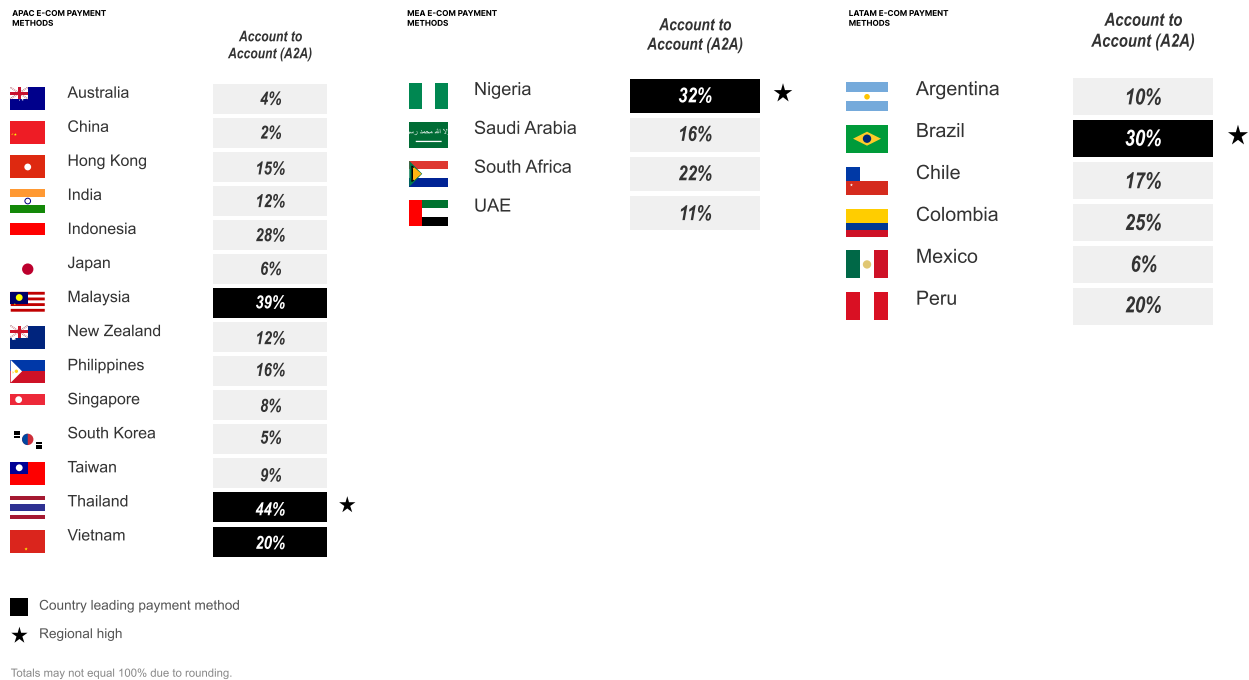 APAC E-COM PAYMENT
METHODS
Account to
Account (A2A)
Australia 4%
China 2%
Hong Kong 15%
India 12%
Indonesia 28%
Japan 6%
Malaysia 39%
New Zealand 12%
Philippines 16%
Singapore 8%
South Korea 5%
Taiwan 9%
Thailand 44%
Vietnam 20%
Country leading payment method
Regional high
Totals may not equal 100% due to rounding.
MEA E-COM PAYMENT
METHODS
Account to
Account (A2A)
Nigeria 32%
Saudi Arabia 16%
South Africa 22%
UAE 11%
LATAM E-COM PAYMENT
METHODS
Account to
Account (A2A)
Argentina 10%
Brazil 30%
Chile 17%
Colombia 25%
Mexico 6%
Peru 20%